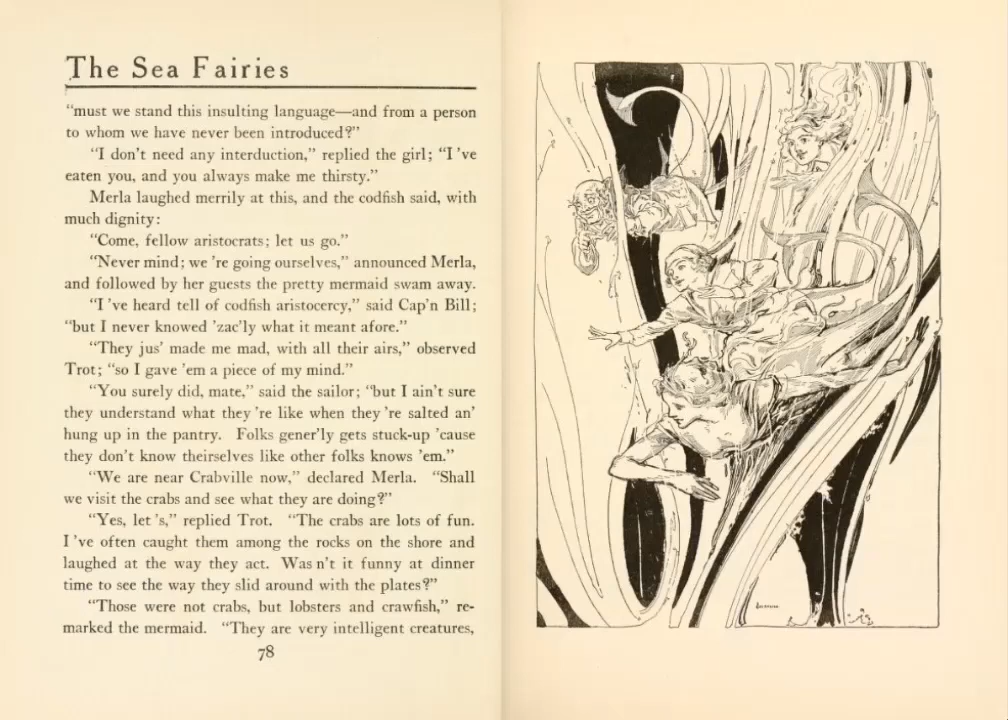 The Sea Fairies
"must we stand this insulting language—and from a person
to whom we have never been introduced?"
"I don't need any interduction," replied the girl; "I 've
eaten you, and you always make me thirsty."
Merla laughed merrily at this, and the codfish said, with
much dignity:
"Come, fellow aristocrats; let us go."
"Never mind; we 're going ourselves," announced Merla,
and followed by her guests the pretty mermaid swam away.
"I 've heard tell of codfish aristocercy," said Cap'n Bill;
"but I never knowed 'zac'ly what it meant afore."
"They jus' made me mad, with all their airs," observed
Trot; "so I gave 'em a piece of my mind."
"You surely did, mate," said the sailor; "but I ain't sure
they understand what they 're like when they 're salted an'
hung up in the pantry. Folks gener'ly gets stuck-up 'cause
they don't know theirselves like other folks knows 'em."
"We are near Crabville now," declared Merla. "Shall
we visit the crabs and see what they are doing?"
"Yes, let 's," replied Trot. "The crabs are lots of fun.
I 've often caught them among the rocks on the shore and
laughed at the way they act. Was n't it funny at dinner
time to see the way they slid around with the plates?"
"Those were not crabs, but lobsters and crawfish," re-
marked the mermaid. "They are very intelligent creatures,
78